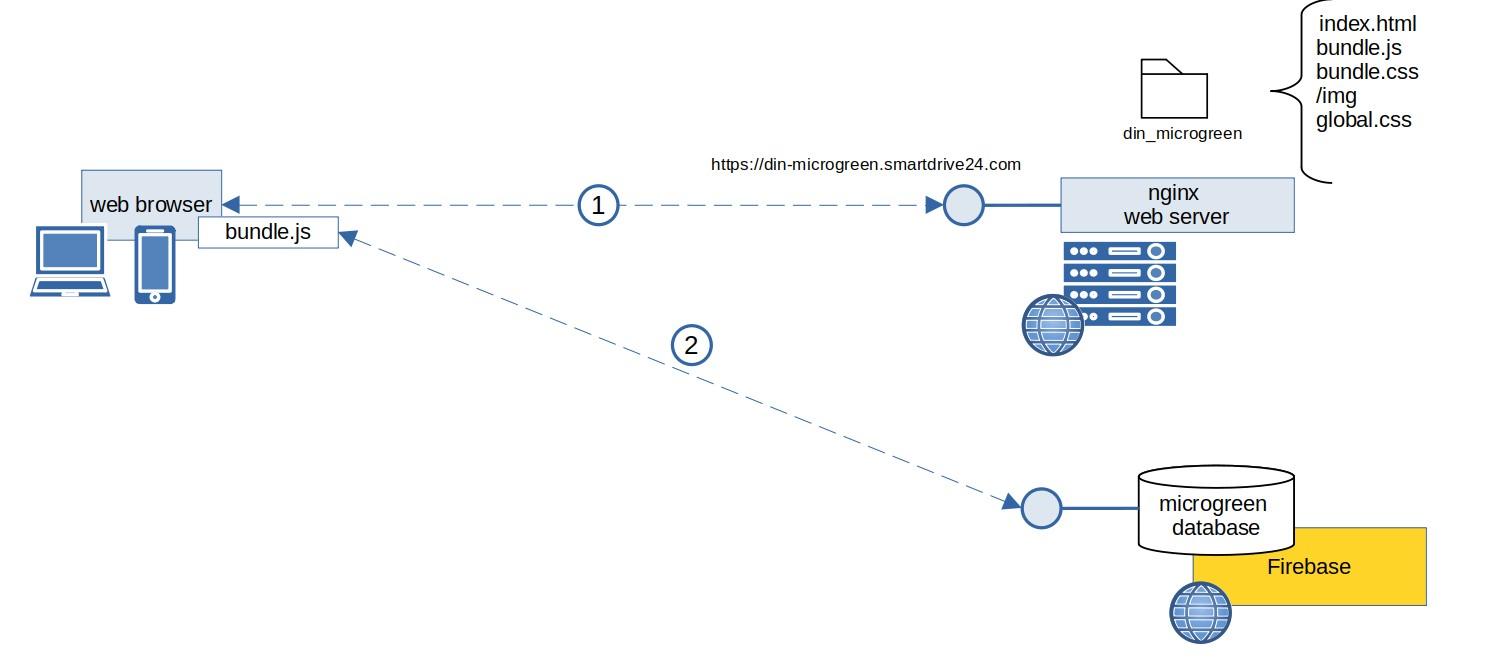 index.html
bundle.js
bundle.css
/img
global.css
din_microgreen
https://din-microgreen.smartdrive24.com
web browser
1
nginx
web server
bundle.js
2
microgreen
database
Firebase